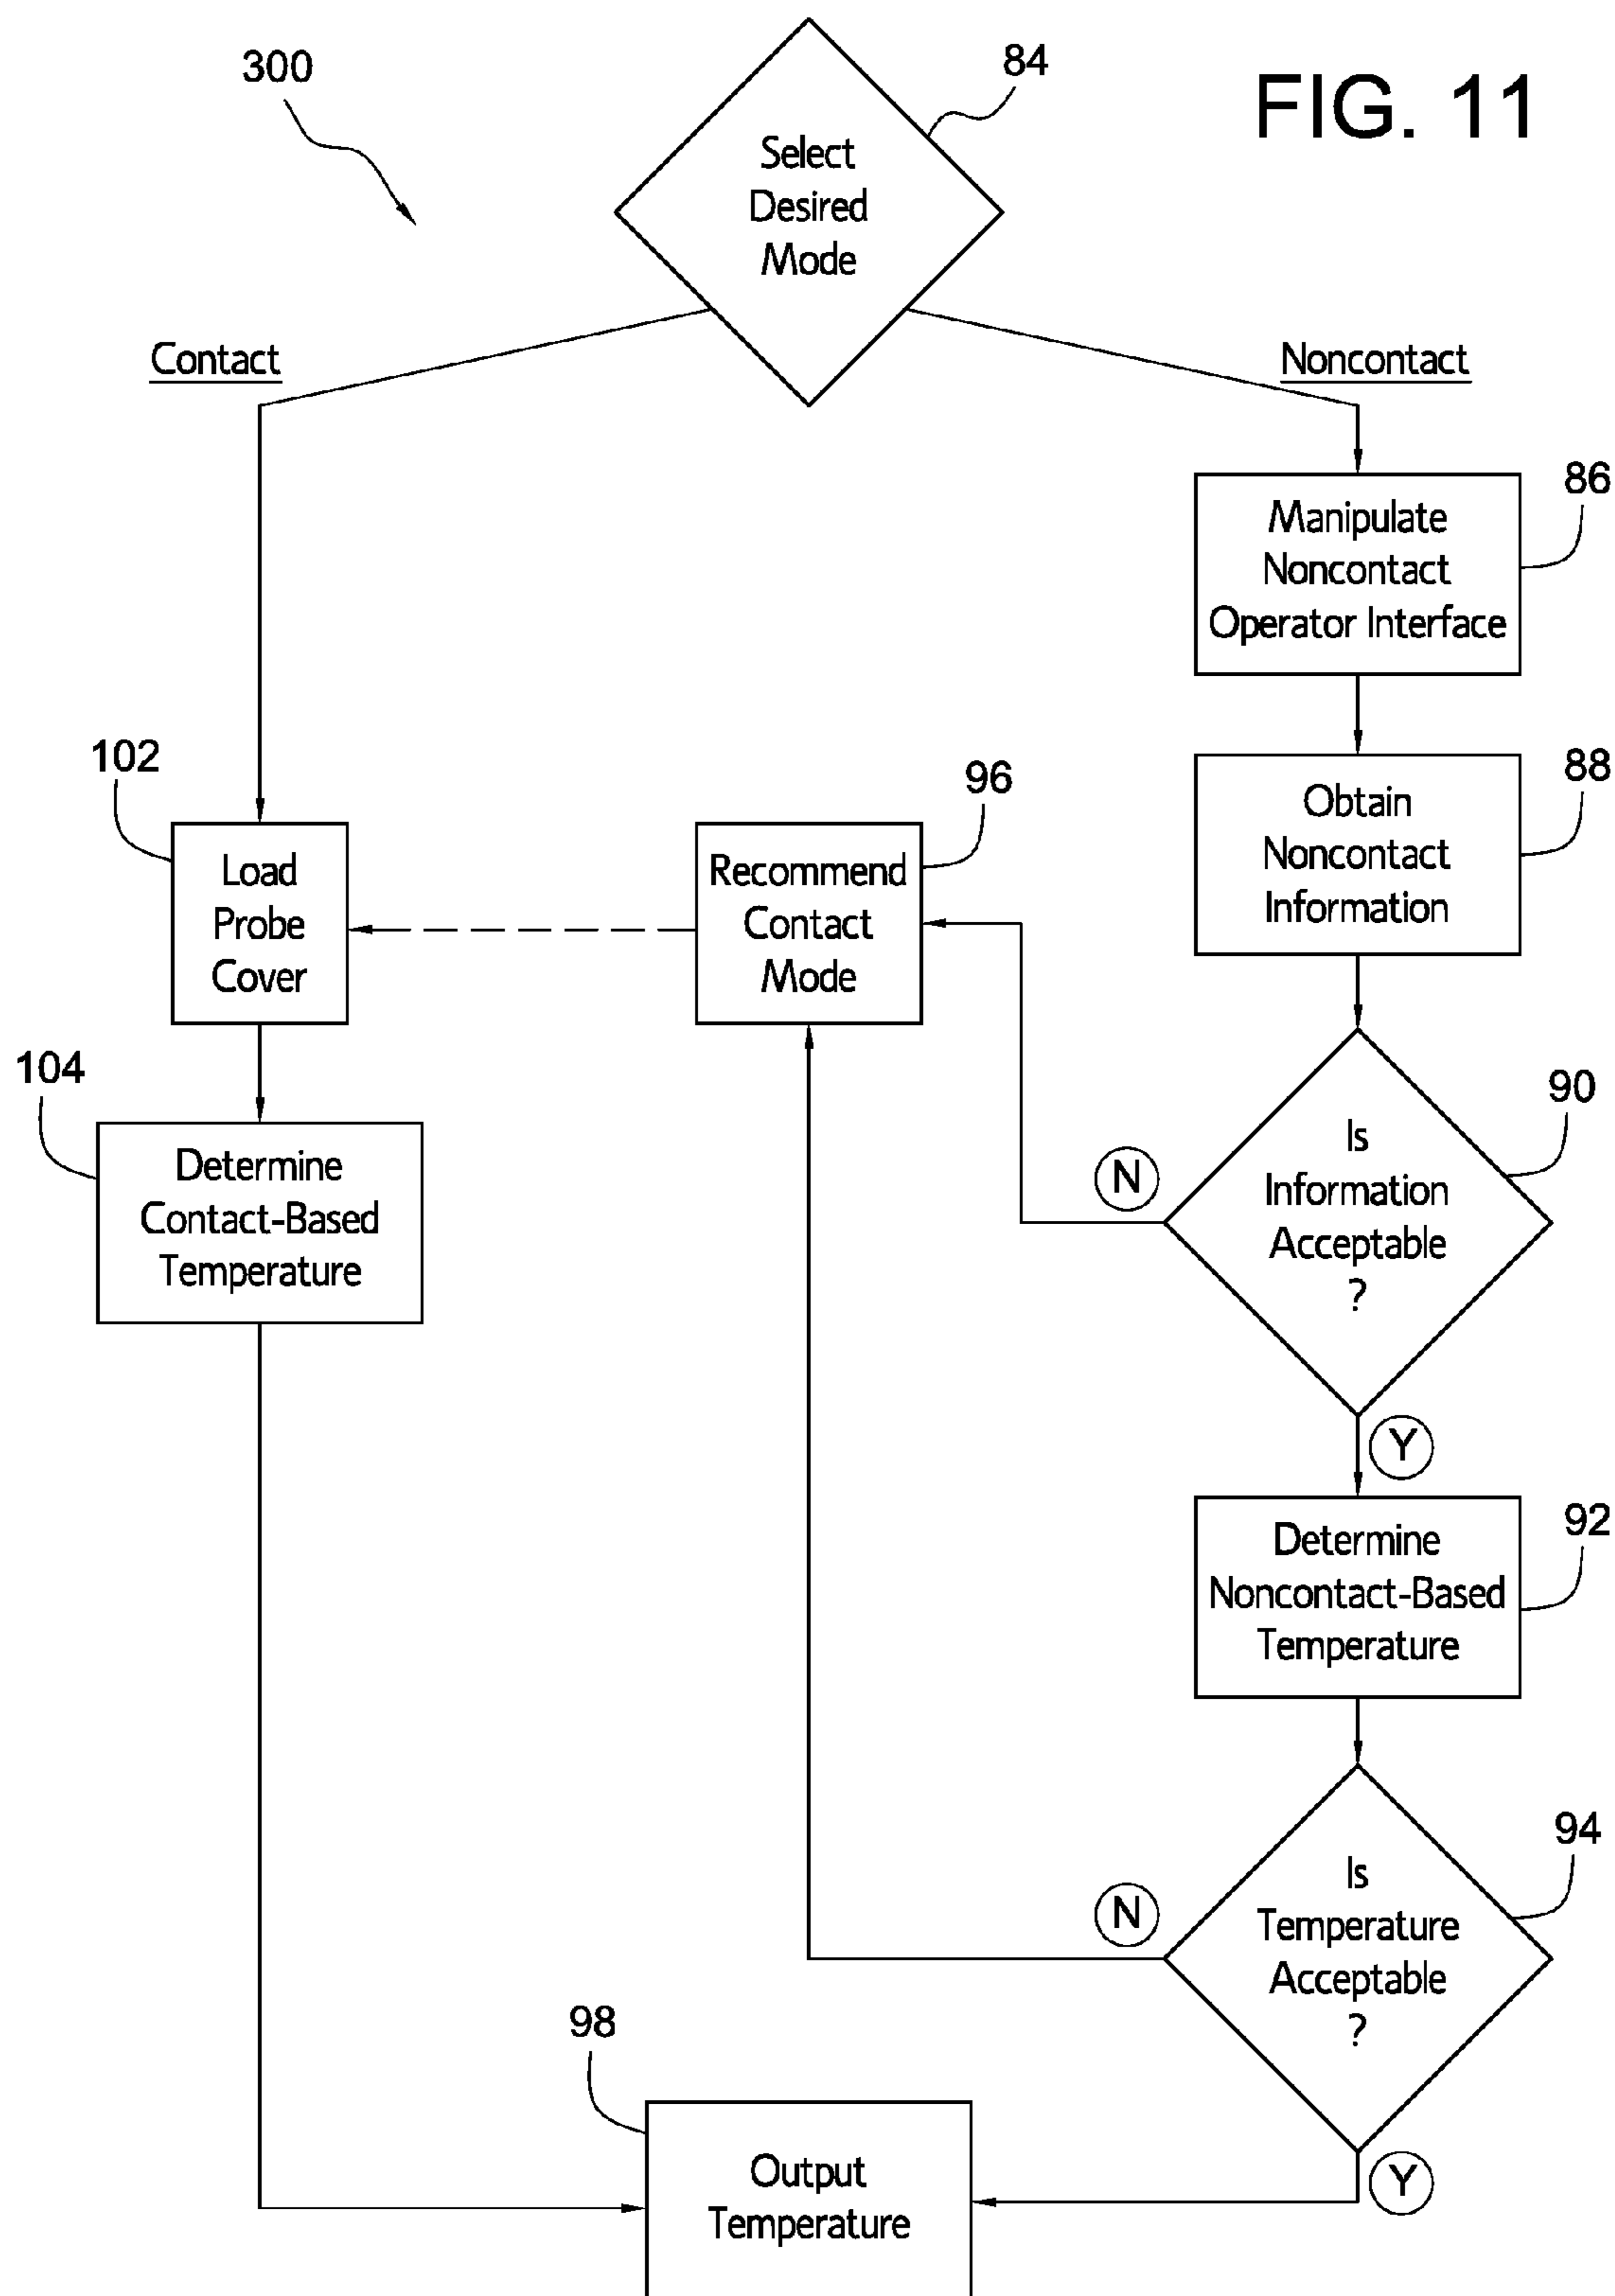 300
84
FIG. 11
Select
Desired
Mode
Contact
Noncontact
86
Manipulate
Noncontact
Operator Interface
102
96
88
Load
Probe
Cover
Recommend
Contact
Mode
Obtain
Noncontact
Information
104
90
Determine
Contact-Based
Temperature
N
Is
Information
Acceptable
?
Y
92
Determine
Noncontact-Based
Temperature
94
N
Is
Temperature
Acceptable
?
98
Y
Output
Temperature